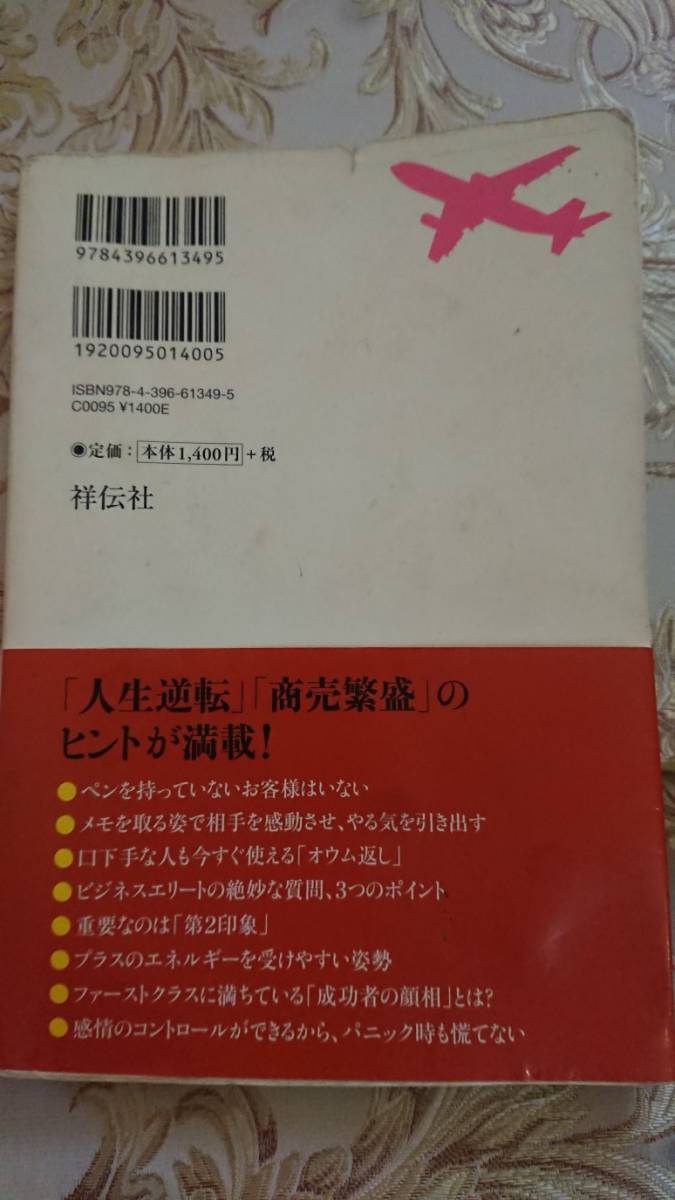 9784396613495
1920095014005
ISBN978-4-396-61349-5
C0095 ¥1400E
◉定価：本体1,400円＋税
祥伝社
「人生逆転」「商売繁盛」の
ヒントが満載！
●ペンを持っていないお客様はいない
●メモを取る姿で相手を感動させ、やる気を引き出す
●口下手な人も今すぐ使える「オウム返し」
●ビジネスエリートの絶妙な質問、3つのポイント
●重要なのは「第2印象」
●プラスのエネルギーを受けやすい姿勢
●ファーストクラスに満ちている「成功者の顔相」とは？
●感情のコントロールができるから、パニック時も慌てない